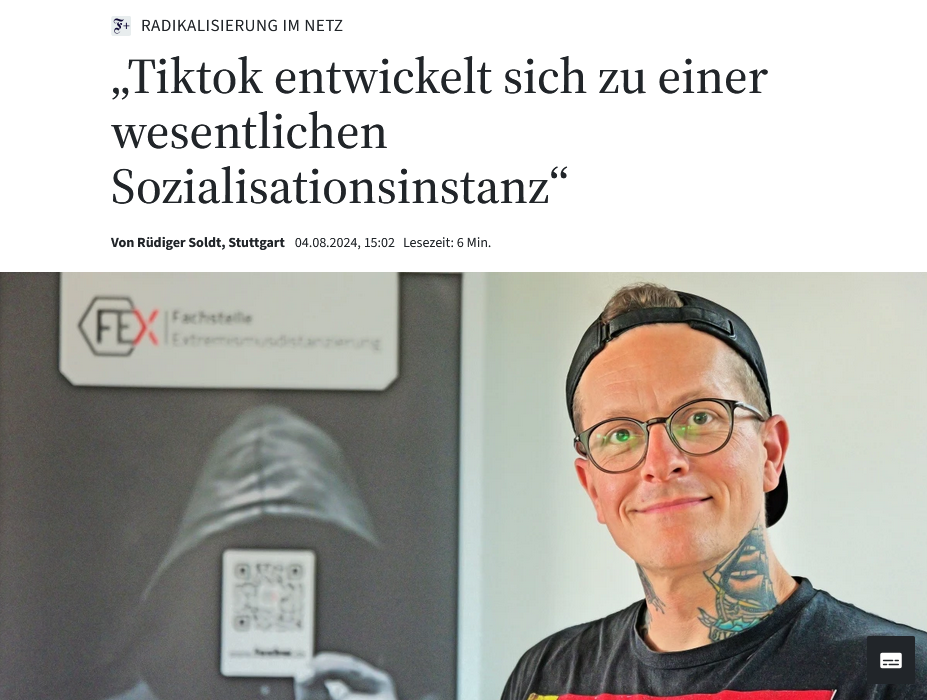 F+ RADIKALISIERUNG IM NETZ
„Tiktok entwickelt sich zu einer
wesentlichen
Sozialisationsinstanz“
Von Rüdiger Soldt, Stuttgart 04.08.2024, 15:02 Lesezeit: 6 Min.
FEX Fachstelle
Extremismusdistanzierung